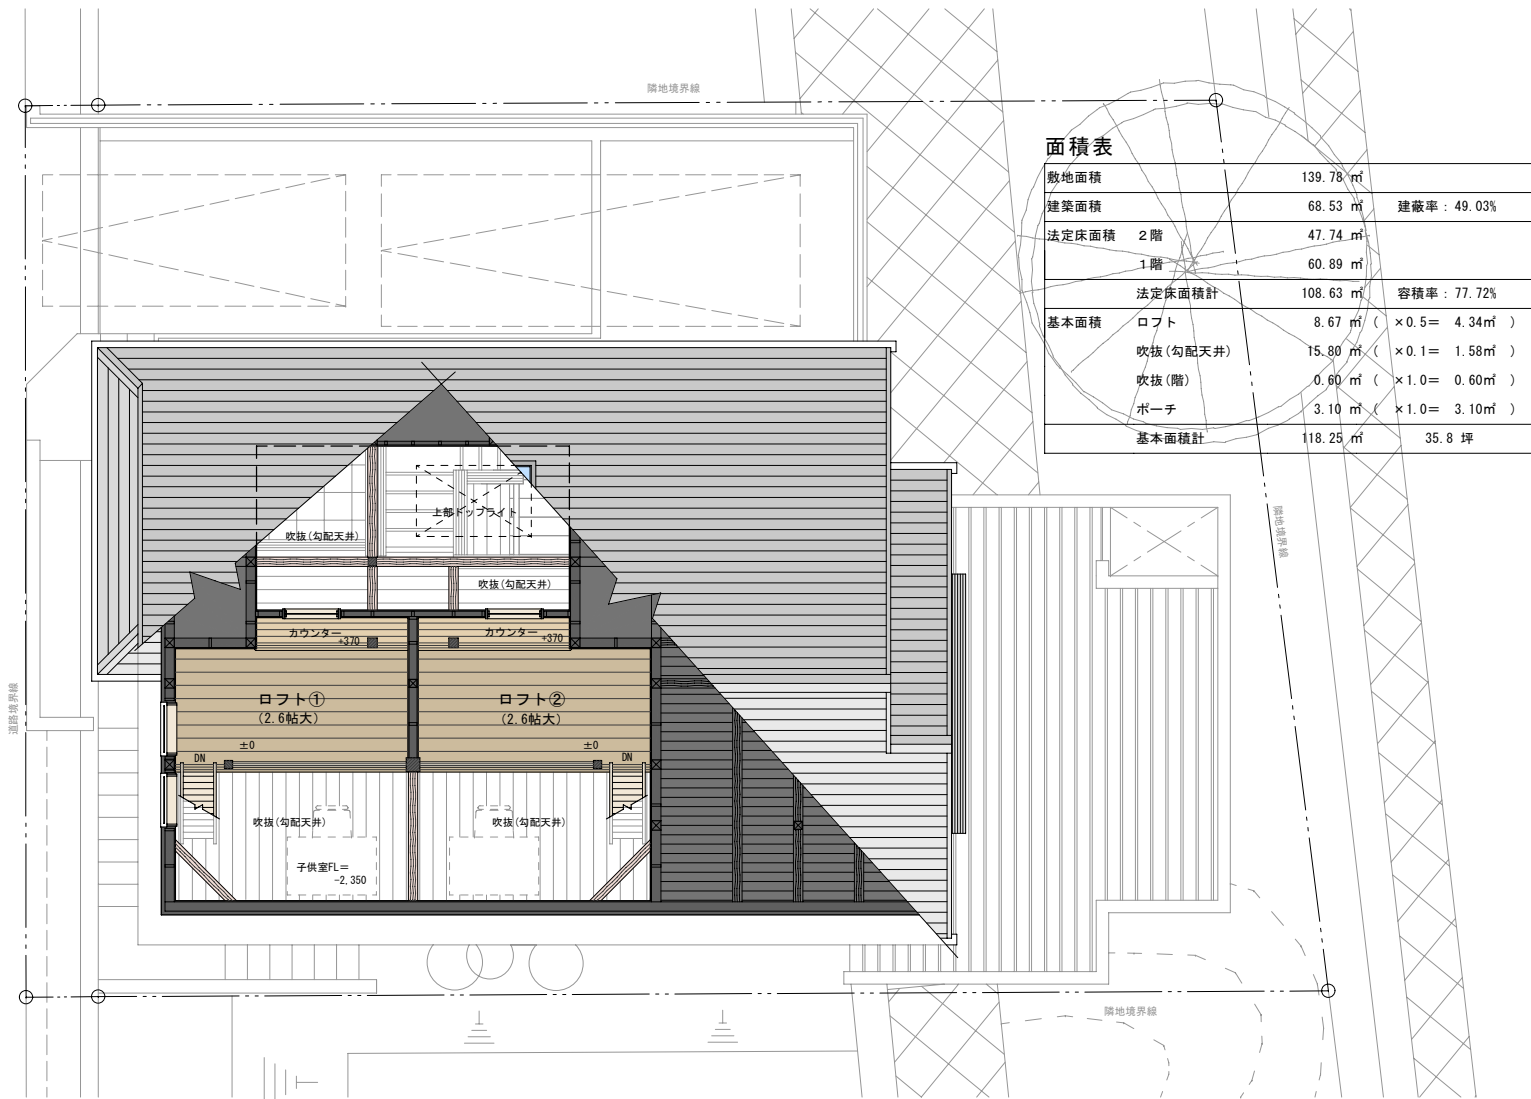 隣地境界線
面積表
敷地面積 139.78 ㎡
建築面積 68.53 ㎡ 建蔽率：49.03%
法定床面積 2階 47.74 ㎡
1階 60.89 ㎡
法定床面積計 108.63 ㎡ 容積率：77.72%
基本面積 ロフト 8.67 ㎡ ( ×0.5＝ 4.34㎡ )
吹抜(勾配天井) 15.80 ㎡ ( ×0.1＝ 1.58㎡ )
吹抜(階) 0.60 ㎡ ( ×1.0＝ 0.60㎡ )
ポーチ 3.10 ㎡ ( ×1.0＝ 3.10㎡ )
基本面積計 118.25 ㎡ 35.8 坪
上部トップライト
吹抜(勾配天井)
吹抜(勾配天井)
隣地境界線
カウンター
+370
カウンター
+370
ロフト①
(2.6帖大)
ロフト②
(2.6帖大)
道路境界線
±0
±0
DN
DN
吹抜(勾配天井)
吹抜(勾配天井)
子供室FL＝
-2,350
隣地境界線